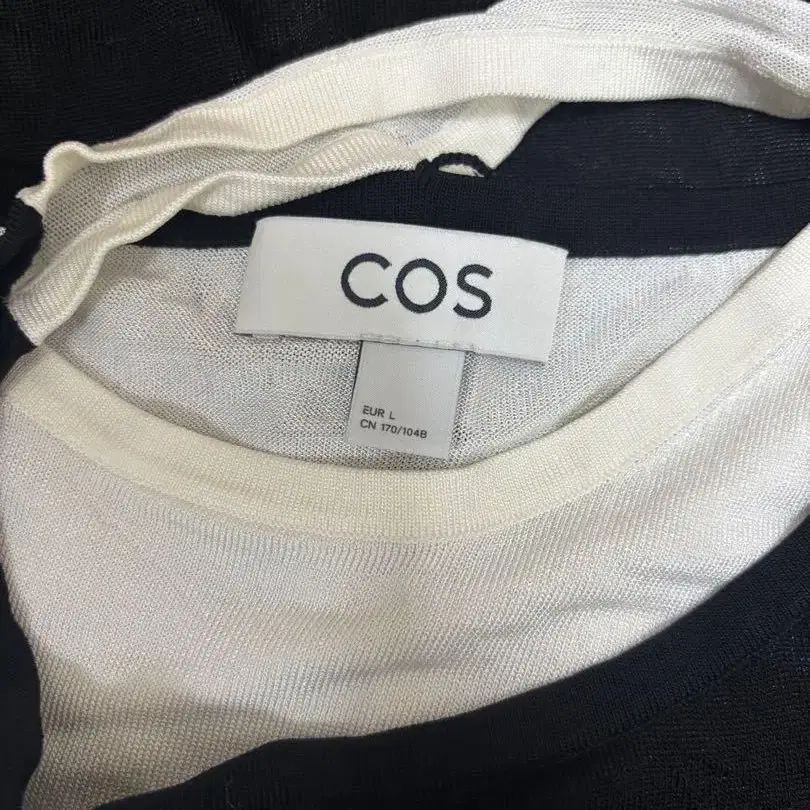 COS
EUR L
CN 170/104B